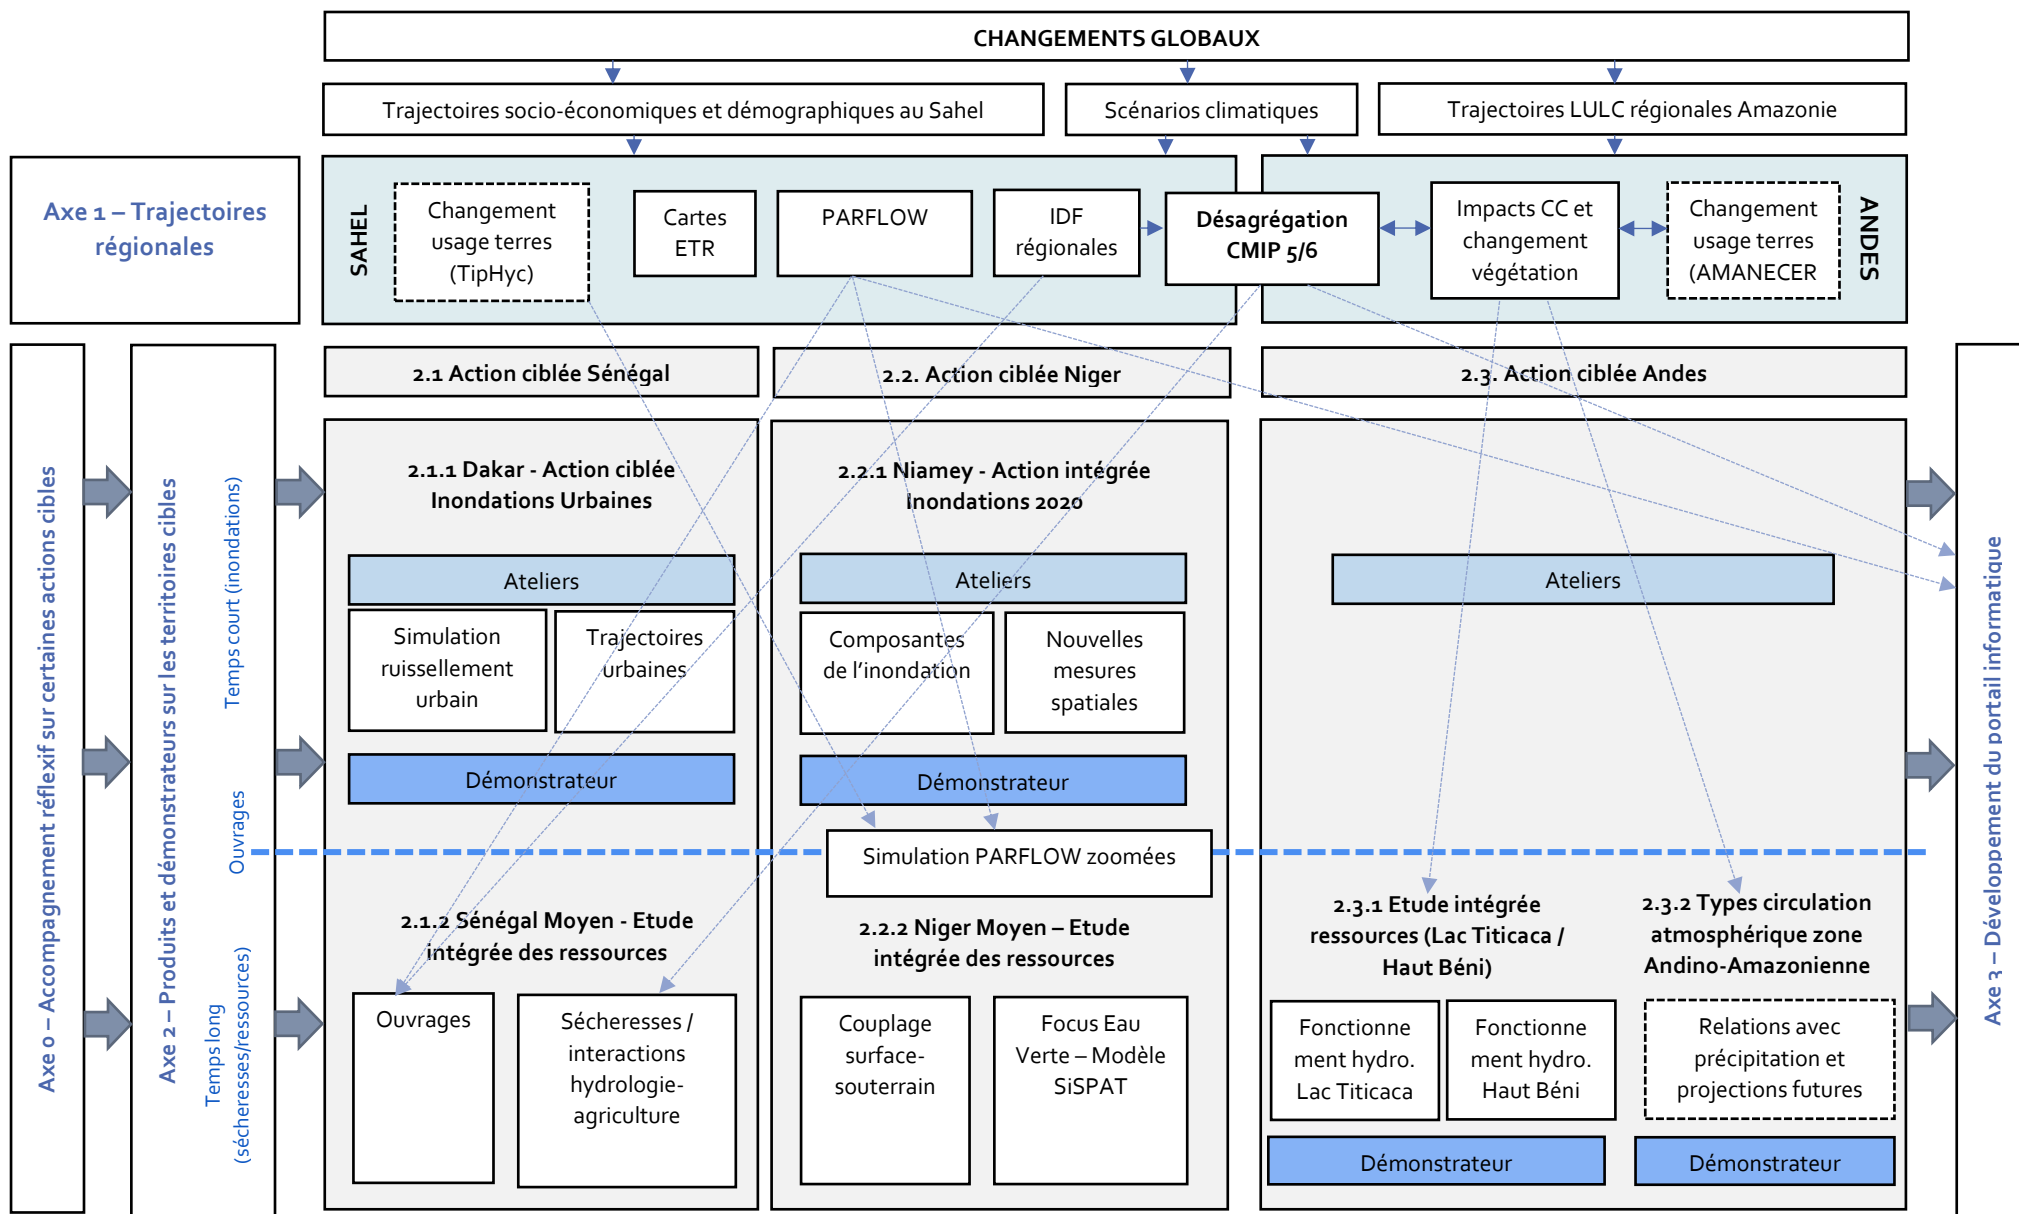 CHANGEMENTS GLOBAUX
Trajectoires socio-économiques et démographiques au Sahel
Scénarios climatiques
Trajectoires LULC régionales Amazonie
Axe 1 – Trajectoires
régionales
SAHEL
Changement
usage terres
(TipHyc)
Cartes
ETR
PARFLOW
IDF
régionales
Désagrégation
CMIP 5/6
Impacts CC et
changement
végétation
Changement
usage terres
(AMANECER
ANDES
Axe 0 – Accompagnement réflexif sur certaines actions cibles
Axe 2 – Produits et démonstrateurs sur les territoires cibles
Temps court (inondations)
Ouvrages
Temps long
(sécheresses/ressources)
2.1 Action ciblée Sénégal
2.2. Action ciblée Niger
2.3. Action ciblée Andes
2.1.1 Dakar - Action ciblée
Inondations Urbaines
Ateliers
Simulation
ruissellement
urbain
Trajectoires
urbaines
Démonstrateur
2.1.2 Sénégal Moyen - Etude
intégrée des ressources
Ouvrages
Sécheresses /
interactions
hydrologie-
agriculture
2.2.1 Niamey - Action intégrée
Inondations 2020
Ateliers
Composantes
de l’inondation
Nouvelles
mesures
spatiales
Démonstrateur
Simulation PARFLOW zoomées
2.2.2 Niger Moyen – Etude
intégrée des ressources
Couplage
surface-
souterrain
Focus Eau
Verte – Modèle
SiSPAT
Ateliers
2.3.1 Etude intégrée
ressources (Lac Titicaca /
Haut Béni)
Fonctionne
ment hydro.
Lac Titicaca
Fonctionne
ment hydro.
Haut Béni
Démonstrateur
2.3.2 Types circulation
atmosphérique zone
Andino-Amazonienne
Relations avec
précipitation et
projections futures
Démonstrateur
Axe 3 – Développement du portail informatique